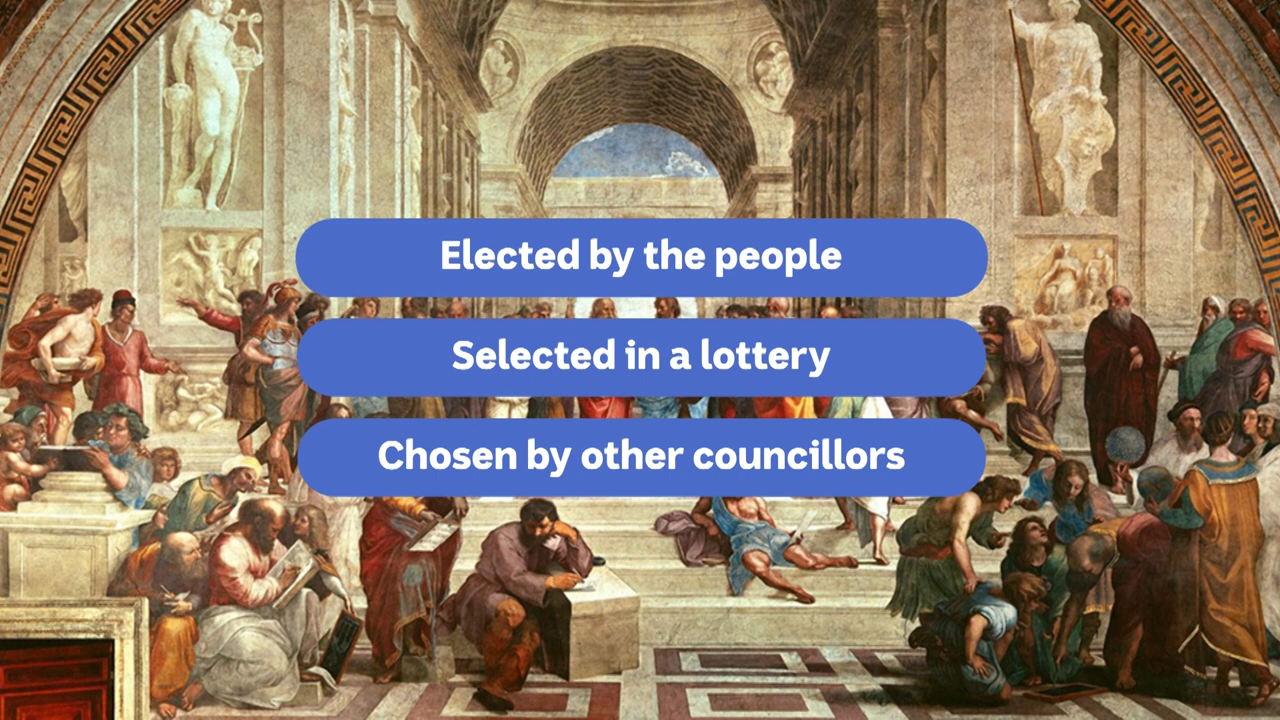 Elected by the people
Selected in a lottery
Chosen by other councillors